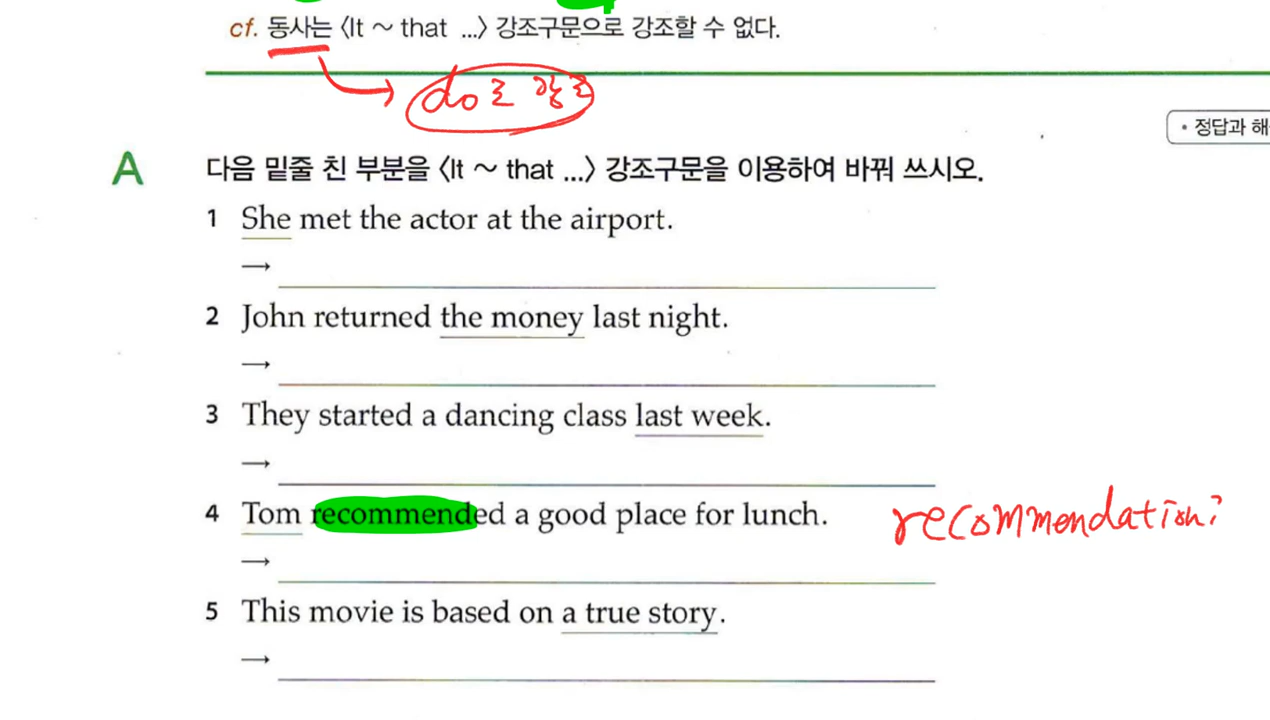 cf. 동사는 〈It ~ that ...〉 강조구문으로 강조할 수 없다.
do로 강조
• 정답과 해
A 다음 밑줄 친 부분을 〈It ~ that ...〉 강조구문을 이용하여 바꿔 쓰시오.
1 She met the actor at the airport.
→
2 John returned the money last night.
→
3 They started a dancing class last week.
→
4 Tom recommended a good place for lunch. recommendation:
→
5 This movie is based on a true story.
→